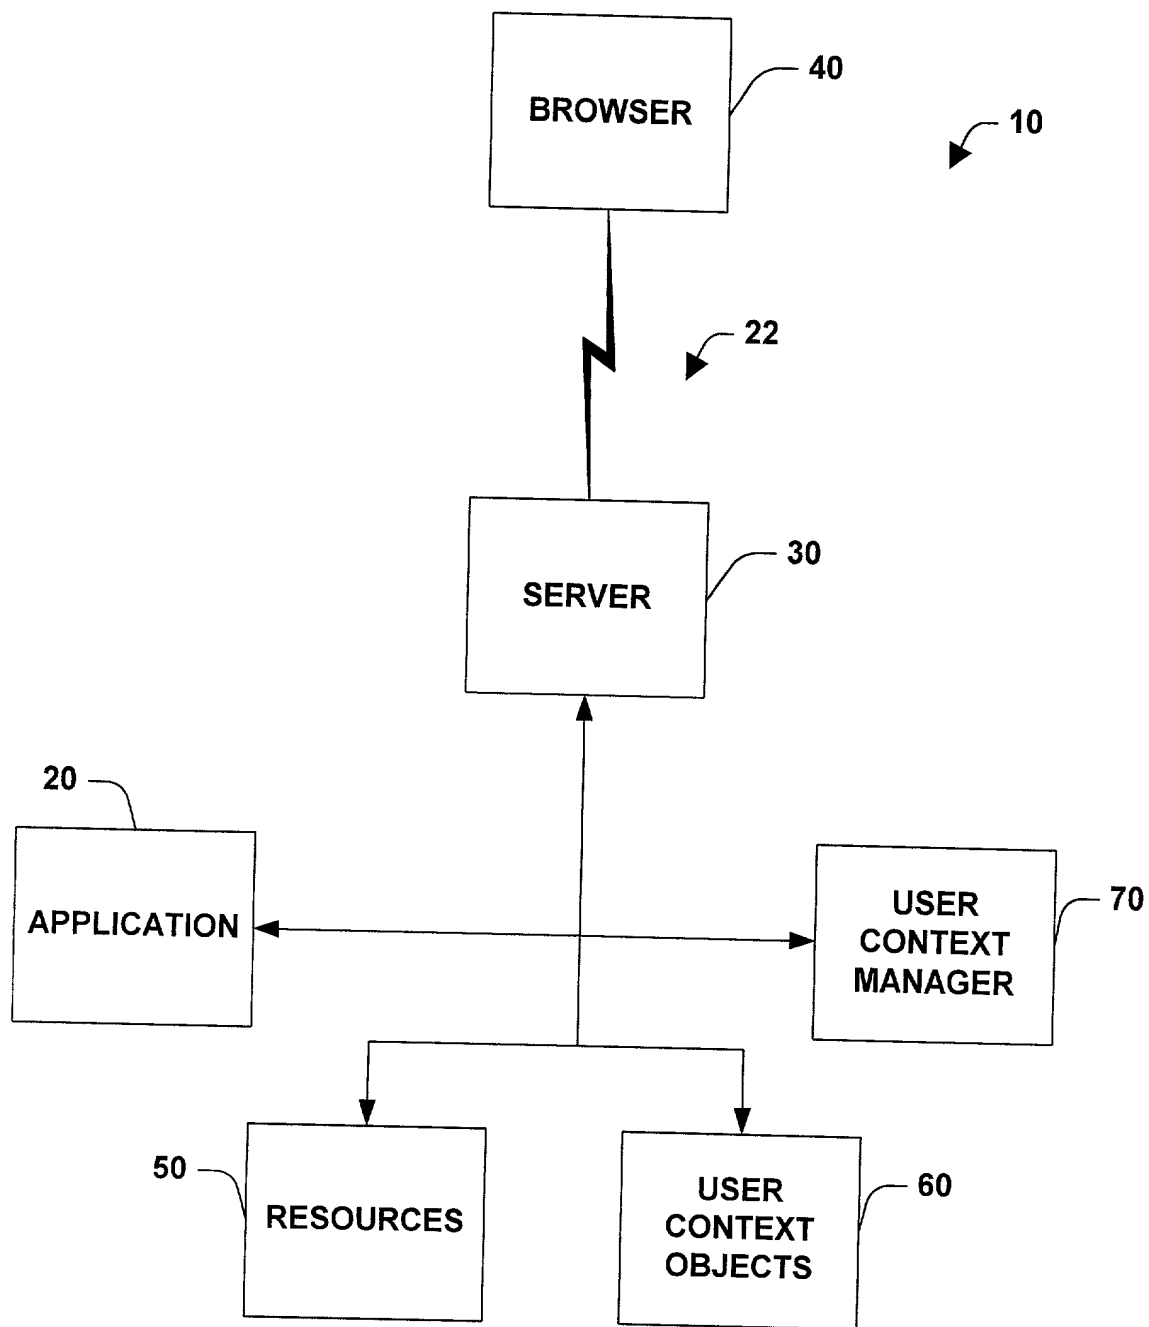 BROWSER
40
10
22
SERVER
30
20
APPLICATION
USER
CONTEXT
MANAGER
70
50
RESOURCES
USER
CONTEXT
OBJECTS
60